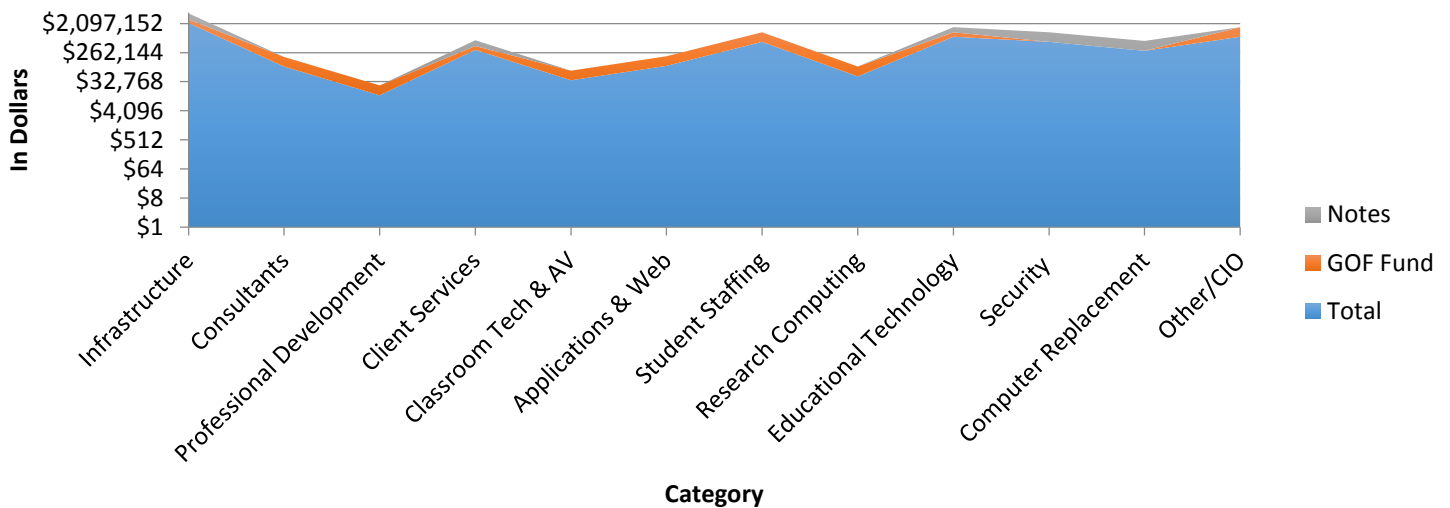 In Dollars
$2,097,152
$262,144
$32,768
$4,096
$512
$64
$8
$1
Infrastructure
Consultants
Professional Development
Client Services
Classroom Tech & AV
Applications & Web
Student Staffing
Research Computing
Educational Technology
Security
Computer Replacement
Other/CIO
Category
Notes
GOF Fund
Total